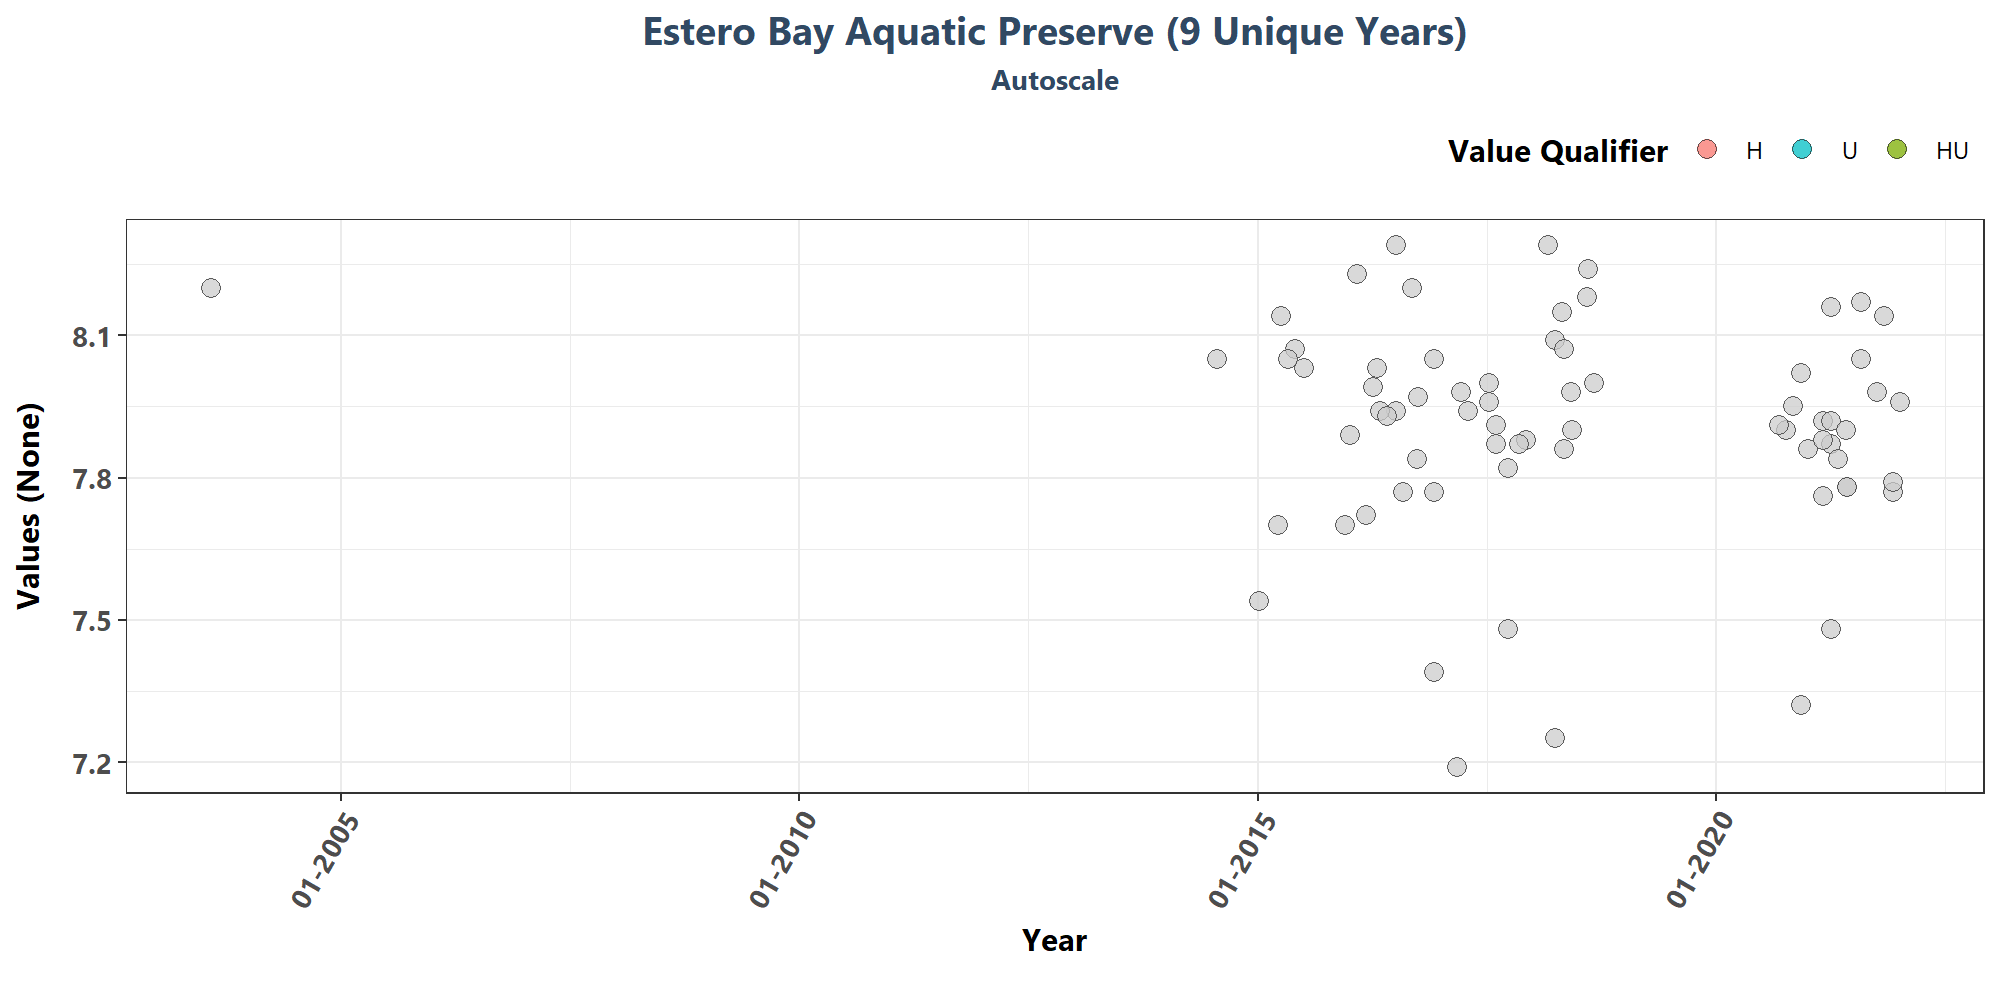 Estero Bay Aquatic Preserve (9 Unique Years)
Autoscale
Value Qualifier H U HU
Values (None)
8.1
7.8
7.5
7.2
01-2005 01-2010 01-2015 01-2020
Year